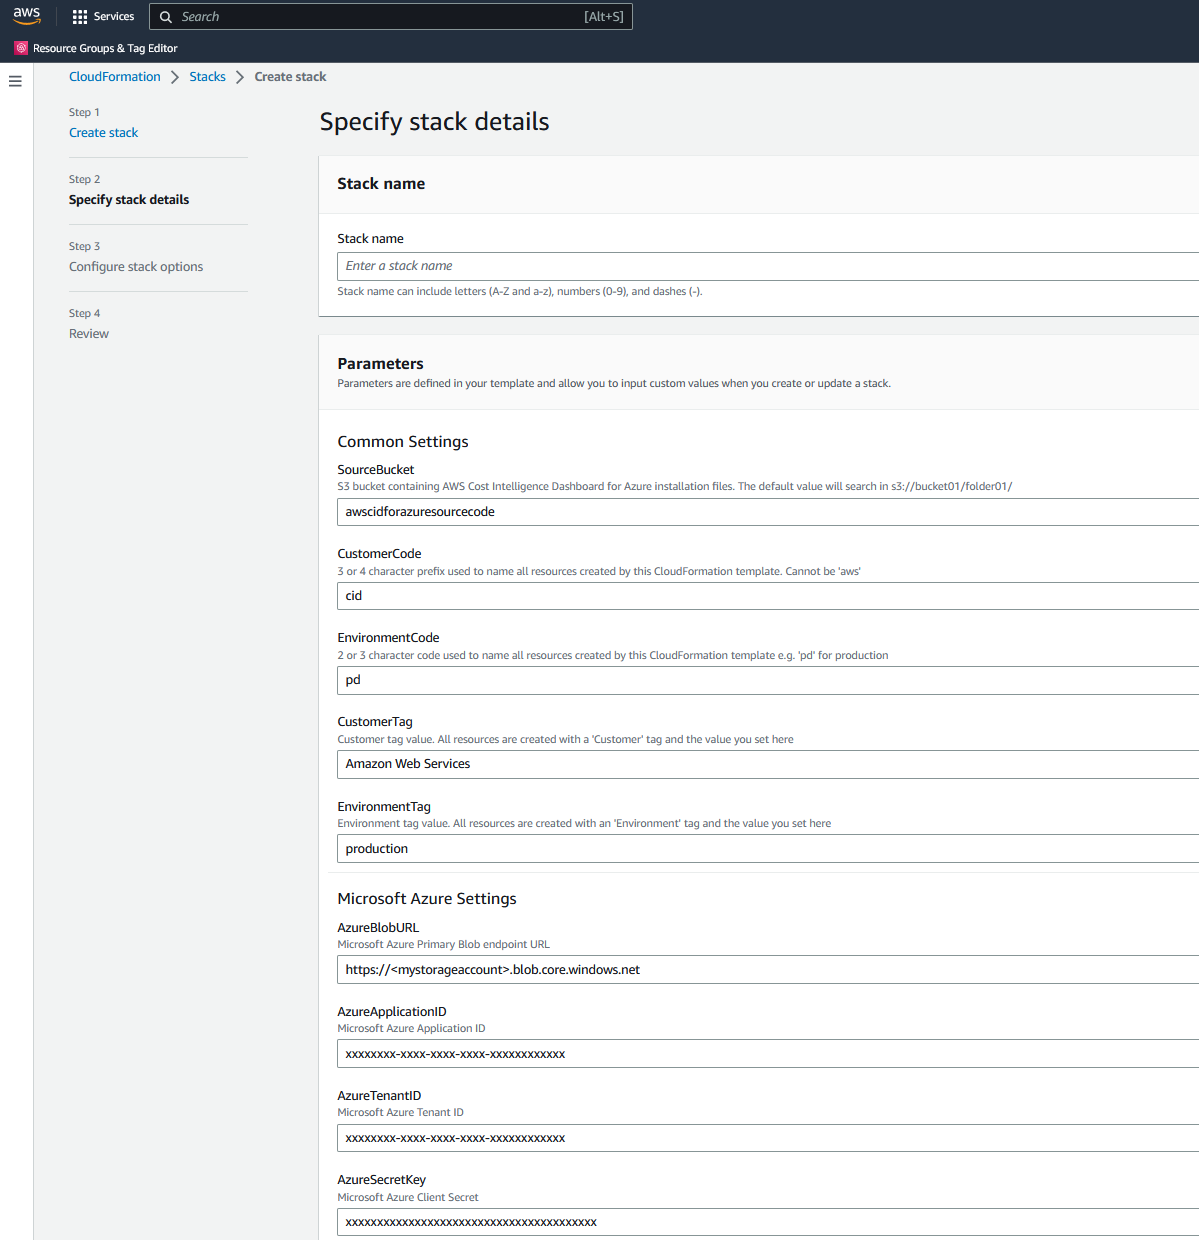 aws
Services
Search
[Alt+S]
Resource Groups & Tag Editor
CloudFormation > Stacks > Create stack
Step 1
Create stack
Step 2
Specify stack details
Step 3
Configure stack options
Step 4
Review
Specify stack details
Stack name
Stack name
Enter a stack name
Stack name can include letters (A-Z and a-z), numbers (0-9), and dashes (-).
Parameters
Parameters are defined in your template and allow you to input custom values when you create or update a stack.
Common Settings
SourceBucket
S3 bucket containing AWS Cost Intelligence Dashboard for Azure installation files. The default value will search in s3://bucket01/folder01/
awscidforazuresourcecode
CustomerCode
3 or 4 character prefix used to name all resources created by this CloudFormation template. Cannot be 'aws'
cid
EnvironmentCode
2 or 3 character code used to name all resources created by this CloudFormation template e.g. 'pd' for production
pd
CustomerTag
Customer tag value. All resources are created with a 'Customer' tag and the value you set here
Amazon Web Services
EnvironmentTag
Environment tag value. All resources are created with an 'Environment' tag and the value you set here
production
Microsoft Azure Settings
AzureBlobURL
Microsoft Azure Primary Blob endpoint URL
https://<mystorageaccount>.blob.core.windows.net
AzureApplicationID
Microsoft Azure Application ID
xxxxxxxx-xxxx-xxxx-xxxx-xxxxxxxxxxxx
AzureTenantID
Microsoft Azure Tenant ID
xxxxxxxx-xxxx-xxxx-xxxx-xxxxxxxxxxxx
AzureSecretKey
Microsoft Azure Client Secret
xxxxxxxxxxxxxxxxxxxxxxxxxxxxxxxxxxxxxxxx